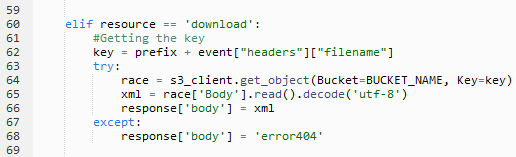 59
60 elif resource == 'download':
61 #Getting the key
62 key = prefix + event["headers"]["filename"]
63 try:
64 race = s3_client.get_object(Bucket=BUCKET_NAME, Key=key)
65 xml = race['Body'].read().decode('utf-8')
66 response['body'] = xml
67 except:
68 response['body'] = 'error404'
69